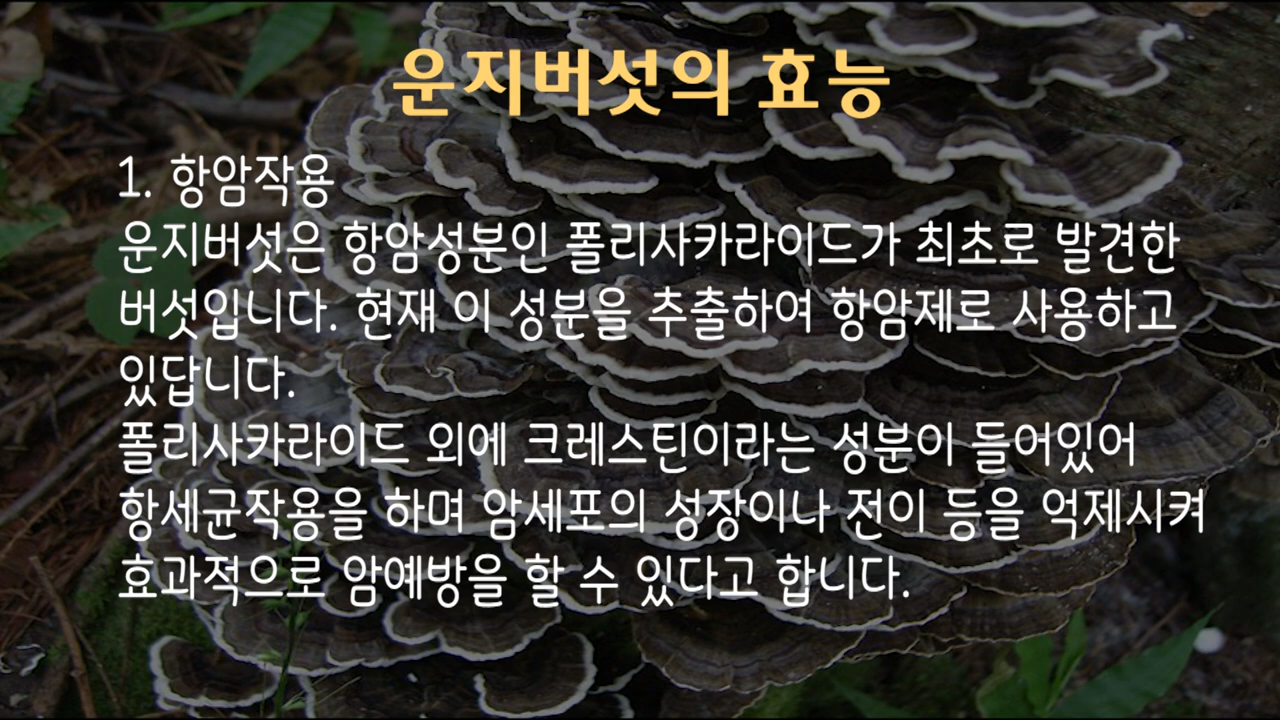 운지버섯의 효능
1. 항암작용
운지버섯은 항암성분인 폴리사카라이드가 최초로 발견한
버섯입니다. 현재 이 성분을 추출하여 항암제로 사용하고
있답니다.
폴리사카라이드 외에 크레스틴이라는 성분이 들어있어
항세균작용을 하며 암세포의 성장이나 전이 등을 억제시켜
효과적으로 암예방을 할 수 있다고 합니다.